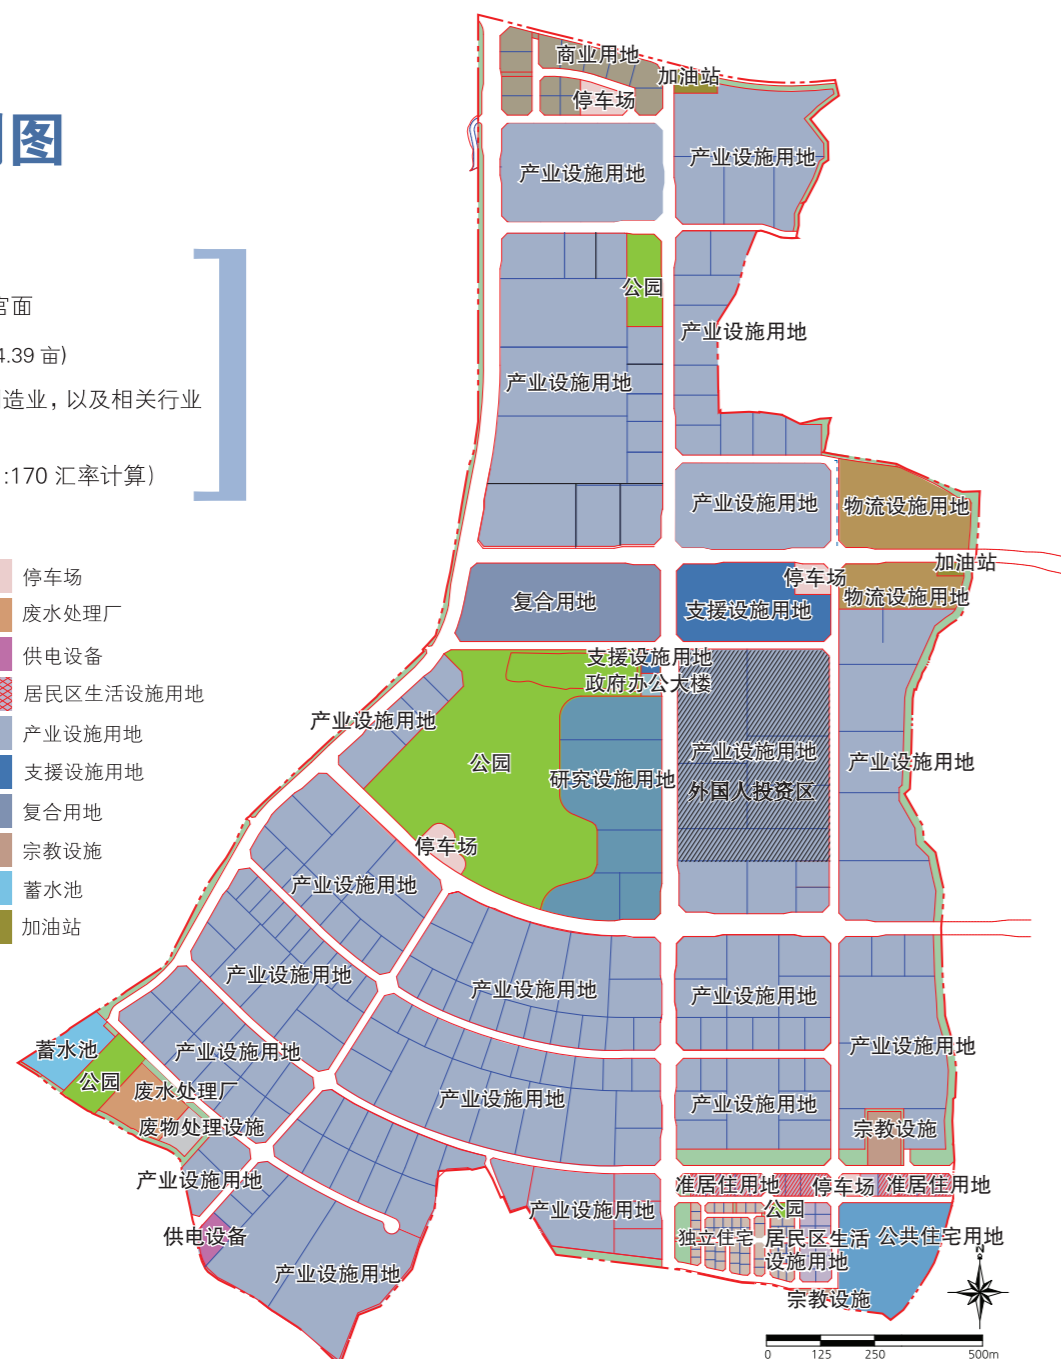 图
官面
4.39 亩)
造业，以及相关行业
:170 汇率计算)
停车场
废水处理厂
供电设备
居民区生活设施用地
产业设施用地
支援设施用地
复合用地
宗教设施
蓄水池
加油站
商业用地
加油站
停车场
产业设施用地
产业设施用地
公园
产业设施用地
产业设施用地
产业设施用地
物流设施用地
加油站
停车场
物流设施用地
复合用地
支援设施用地
支援设施用地
政府办公大楼
产业设施用地
公园
研究设施用地
产业设施用地
外国人投资区
产业设施用地
停车场
产业设施用地
产业设施用地
产业设施用地
产业设施用地
蓄水池
产业设施用地
产业设施用地
公园
废水处理厂
产业设施用地
产业设施用地
废物处理设施
宗教设施
产业设施用地
准居住用地
停车场
准居住用地
产业设施用地
公园
供电设备
独立住宅
居民区生活
设施用地
公共住宅用地
产业设施用地
宗教设施
N
0 125 250 500m